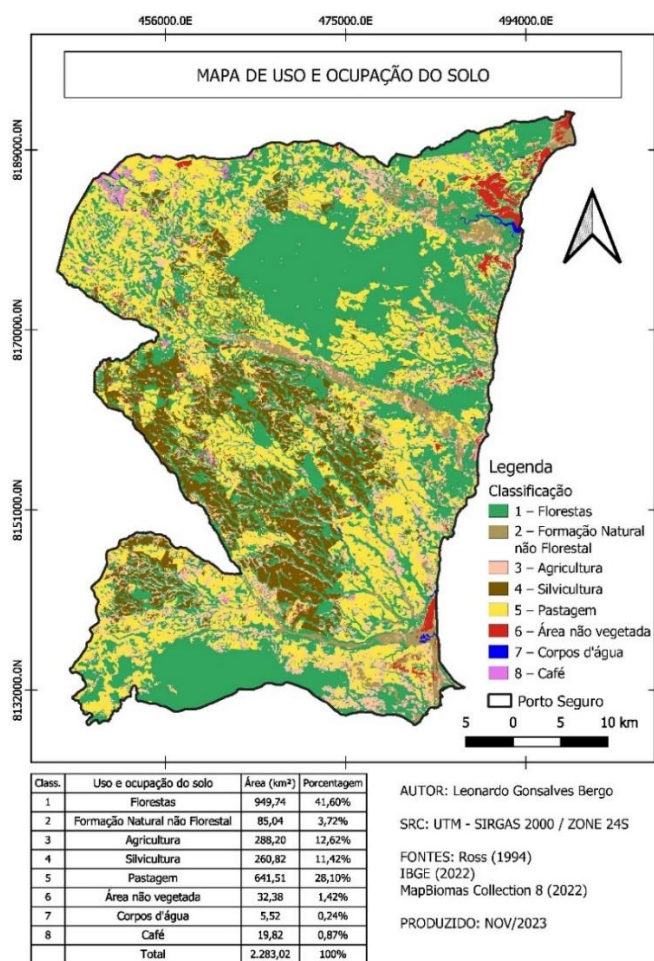 456000.0E 475000.0E 494000.0E
MAPA DE USO E OCUPAÇÃO DO SOLO
8189000.0N
8170000.0N
8151000.0N
8132000.0N
Legenda
Classificação
1 – Florestas
2 – Formação Natural
não Florestal
3 – Agricultura
4 – Silvicultura
5 – Pastagem
6 – Área não vegetada
7 – Corpos d'água
8 – Café
Porto Seguro
5 0 5 10 km
Class. Uso e ocupação do solo Área (km²) Porcentagem
1 Florestas 949,74 41,60%
2 Formação Natural não Florestal 85,04 3,72%
3 Agricultura 288,20 12,62%
4 Silvicultura 260,82 11,42%
5 Pastagem 641,51 28,10%
6 Área não vegetada 32,38 1,42%
7 Corpos d'água 5,52 0,24%
8 Café 19,82 0,87%
Total 2.283,02 100%
AUTOR: Leonardo Gonsalves Bergo
SRC: UTM - SIRGAS 2000 / ZONE 24S
FONTES: Ross (1994)
IBGE (2022)
MapBiomas Collection 8 (2022)
PRODUZIDO: NOV/2023